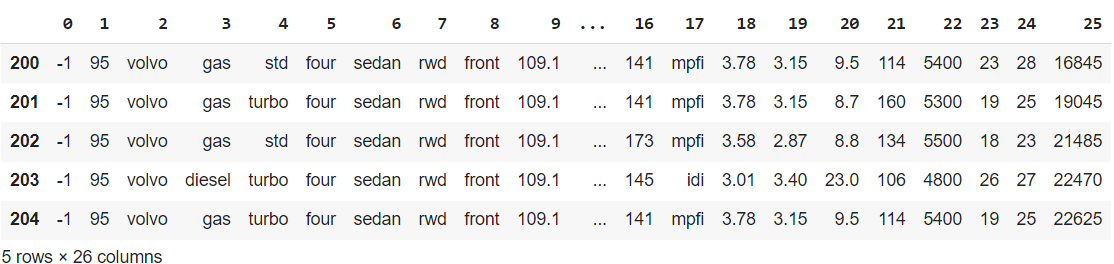 0 1 2 3 4 5 6 7 8 9 ... 16 17 18 19 20 21 22 23 24 25
200 -1 95 volvo gas std four sedan rwd front 109.1 ... 141 mpfi 3.78 3.15 9.5 114 5400 23 28 16845
201 -1 95 volvo gas turbo four sedan rwd front 109.1 ... 141 mpfi 3.78 3.15 8.7 160 5300 19 25 19045
202 -1 95 volvo gas std four sedan rwd front 109.1 ... 173 mpfi 3.58 2.87 8.8 134 5500 18 23 21485
203 -1 95 volvo diesel turbo four sedan rwd front 109.1 ... 145 idi 3.01 3.40 23.0 106 4800 26 27 22470
204 -1 95 volvo gas turbo four sedan rwd front 109.1 ... 141 mpfi 3.78 3.15 9.5 114 5400 19 25 22625
5 rows × 26 columns